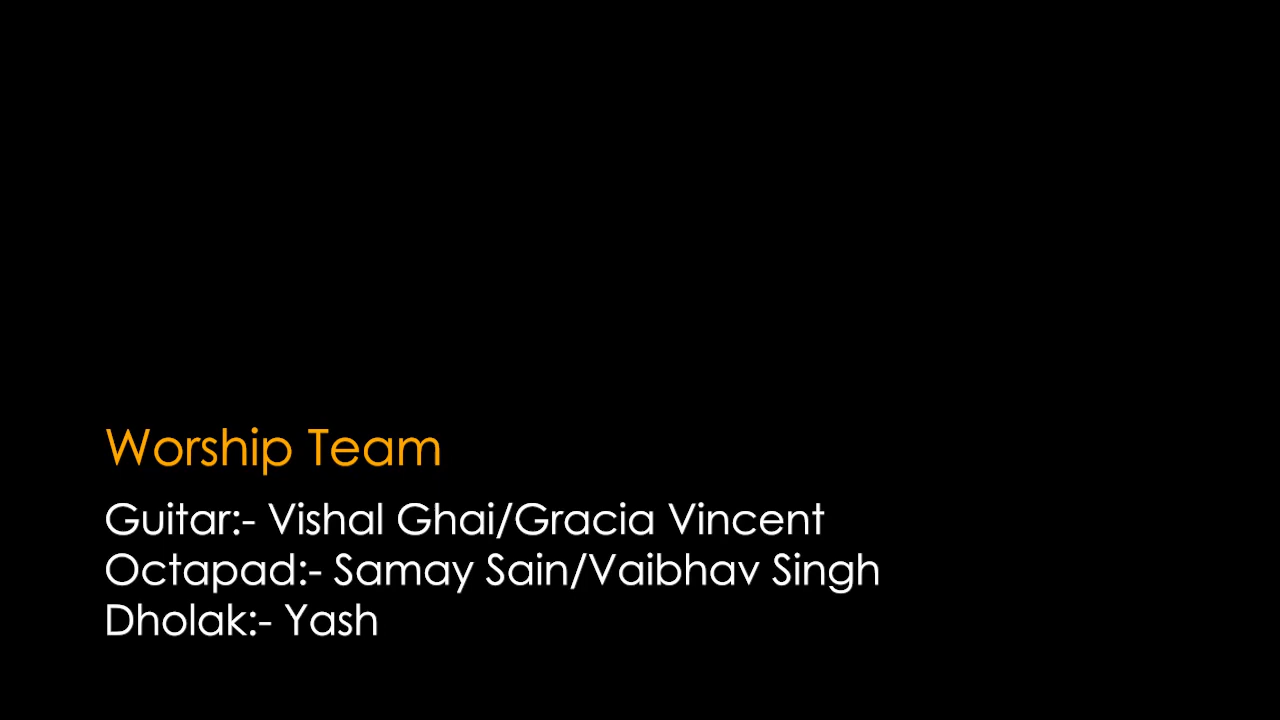 Worship Team
Guitar:- Vishal Ghai/Gracia Vincent
Octapad:- Samay Sain/Vaibhav Singh
Dholak:- Yash